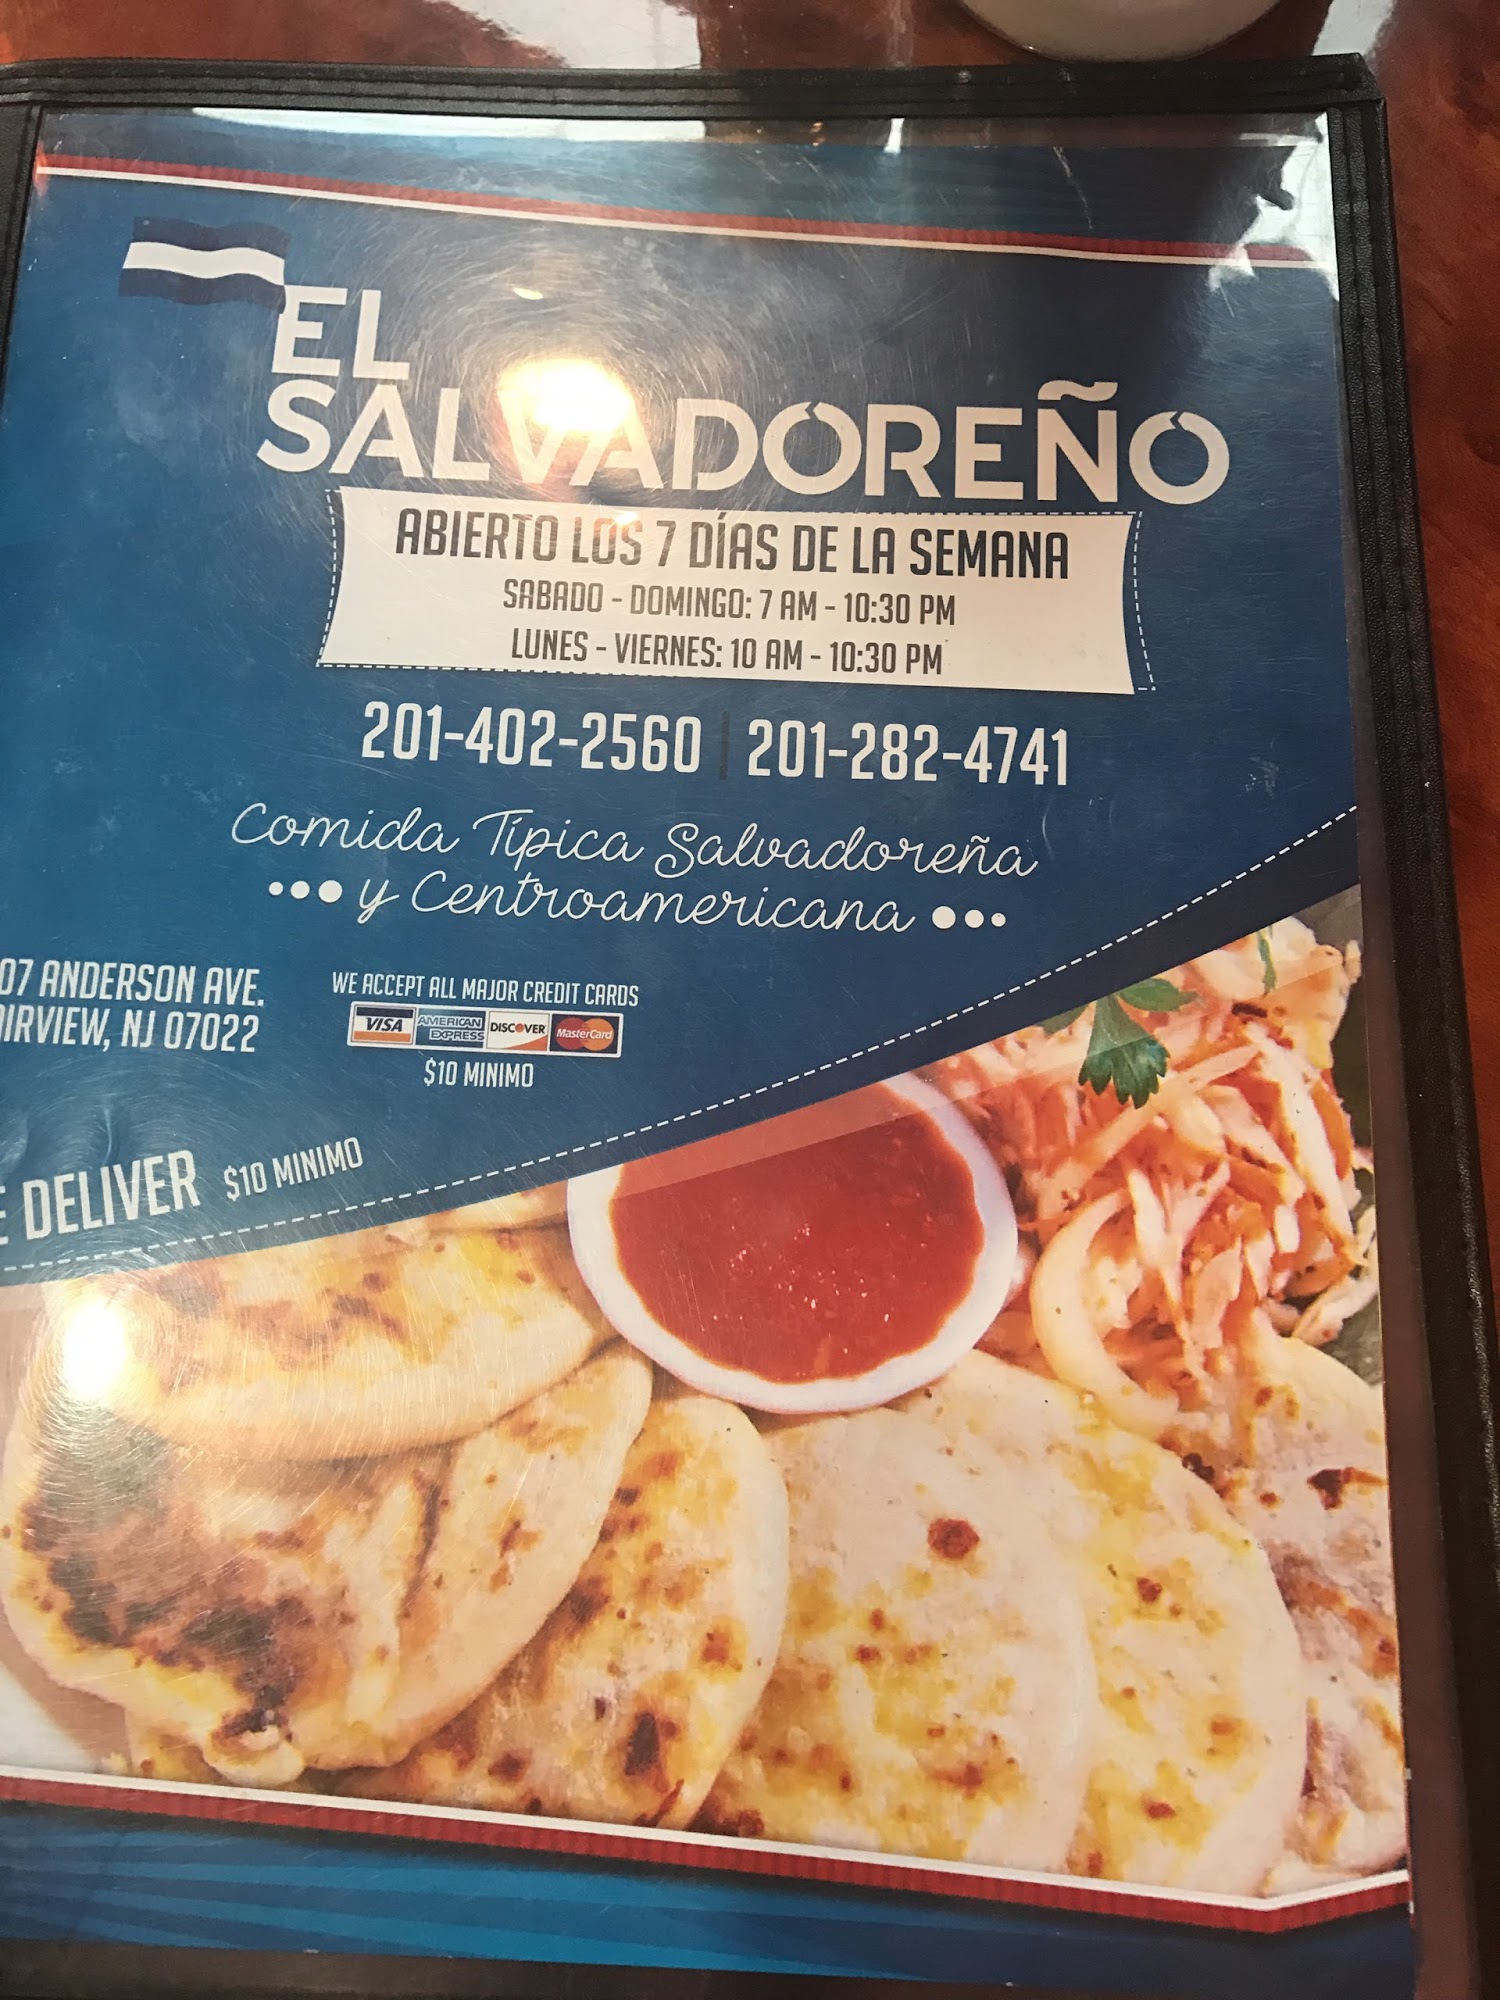 EL
SALVADOREÑO
ABIERTO LOS 7 DÍAS DE LA SEMANA
SABADO - DOMINGO: 7 AM - 10:30 PM
LUNES - VIERNES: 10 AM - 10:30 PM
201-402-2560 | 201-282-4741
Comida Típica Salvadoreña
y Centroamericana
07 ANDERSON AVE.
AIRVIEW, NJ 07022
WE ACCEPT ALL MAJOR CREDIT CARDS
VISA AMERICAN EXPRESS DISCOVER MasterCard
$10 MINIMO
E DELIVER $10 MINIMO